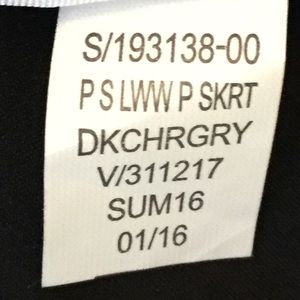 S/193138-00
P S LWW P SKRT
DKCHRGRY
V/311217
SUM16
01/16